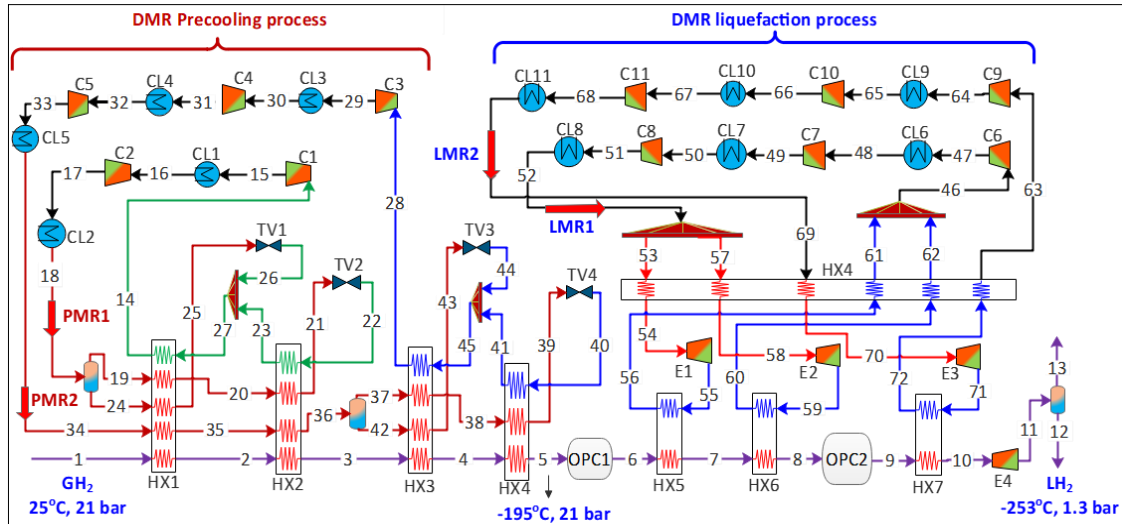 DMR Precooling process
DMR liquefaction process
C5 CL4 C4 CL3 C3
33 32 31 30 29
CL5
C2 CL1 C1
17 16 15
CL2
18
28
14
PMR1
PMR2
TV1
25 26
TV2
27 23 21 22
TV3
44
43 45 41
TV4
39 40
19 20
24
34 35 36 37
42 38
1 2 3 4 5 OPC1 6 7 8 OPC2 9 10 11
HX1 HX2 HX3 HX4 HX5 HX6 HX7 E4
GH2
25°C, 21 bar
-195°C, 21 bar
LH2
-253°C, 1.3 bar
CL11 C11 CL10 C10 CL9 C9
68 67 66 65 64
LMR2
CL8 C8 CL7 C7 CL6 C6
52 51 50 49 48 47
46 63
LMR1
53 57 69 61 62
HX4
54 58 70
E1 E2 E3
56 55 60 59 72 71
13
12